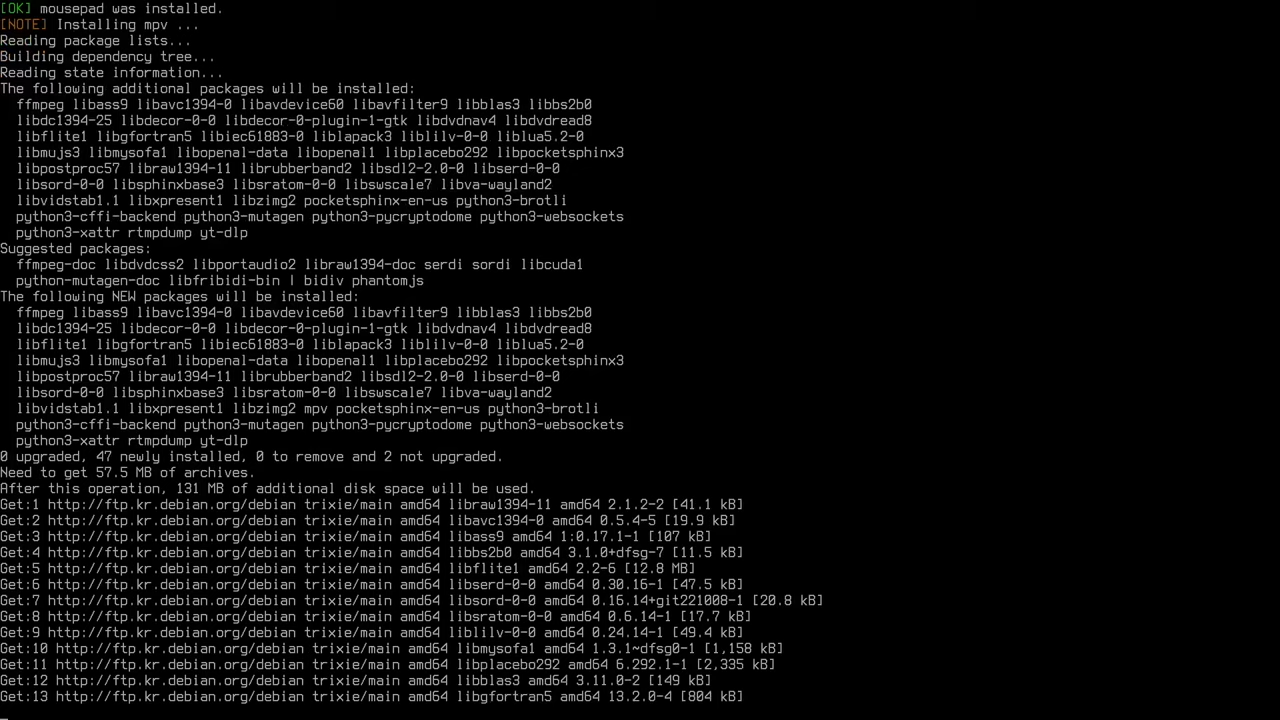 [OK] mousepad was installed.
[NOTE] Installing mpv ...
Reading package lists...
Building dependency tree...
Reading state information...
The following additional packages will be installed:
ffmpeg libass9 libavc1394-0 libavdevice60 libavfilter9 libblas3 libbs2b0
libdc1394-25 libdecor-0-0 libdecor-0-plugin-1-gtk libdvdnav4 libdvdread8
libflite1 libgfortran5 libiec61883-0 liblapack3 liblilv-0-0 liblua5.2-0
libmujs3 libmysofa1 libopenal-data libopenal1 libplacebo292 libpocketsphinx3
libpostproc57 libraw1394-11 librubberband2 libsdl2-2.0-0 libserd-0-0
libsord-0-0 libsphinxbase3 libsratom-0-0 libswscale7 libva-wayland2
libvidstab1.1 libxpresent1 libzimg2 pocketsphinx-en-us python3-brotli
python3-cffi-backend python3-mutagen python3-pycryptodome python3-websockets
python3-xattr rtmpdump yt-dlp
Suggested packages:
ffmpeg-doc libdvdcss2 libportaudio2 libraw1394-doc serdi sordi libcuda1
python-mutagen-doc libfribidi-bin | bidiv phantomjs
The following NEW packages will be installed:
ffmpeg libass9 libavc1394-0 libavdevice60 libavfilter9 libblas3 libbs2b0
libdc1394-25 libdecor-0-0 libdecor-0-plugin-1-gtk libdvdnav4 libdvdread8
libflite1 libgfortran5 libiec61883-0 liblapack3 liblilv-0-0 liblua5.2-0
libmujs3 libmysofa1 libopenal-data libopenal1 libplacebo292 libpocketsphinx3
libpostproc57 libraw1394-11 librubberband2 libsdl2-2.0-0 libserd-0-0
libsord-0-0 libsphinxbase3 libsratom-0-0 libswscale7 libva-wayland2
libvidstab1.1 libxpresent1 libzimg2 mpv pocketsphinx-en-us python3-brotli
python3-cffi-backend python3-mutagen python3-pycryptodome python3-websockets
python3-xattr rtmpdump yt-dlp
0 upgraded, 47 newly installed, 0 to remove and 2 not upgraded.
Need to get 57.5 MB of archives.
After this operation, 131 MB of additional disk space will be used.
Get:1 http://ftp.kr.debian.org/debian trixie/main amd64 libraw1394-11 amd64 2.1.2-2 [41.1 kB]
Get:2 http://ftp.kr.debian.org/debian trixie/main amd64 libavc1394-0 amd64 0.5.4-5 [19.9 kB]
Get:3 http://ftp.kr.debian.org/debian trixie/main amd64 libass9 amd64 1:0.17.1-1 [107 kB]
Get:4 http://ftp.kr.debian.org/debian trixie/main amd64 libbs2b0 amd64 3.1.0+dfsg-7 [11.5 kB]
Get:5 http://ftp.kr.debian.org/debian trixie/main amd64 libflite1 amd64 2.2-6 [12.8 MB]
Get:6 http://ftp.kr.debian.org/debian trixie/main amd64 libserd-0-0 amd64 0.30.16-1 [47.5 kB]
Get:7 http://ftp.kr.debian.org/debian trixie/main amd64 libsord-0-0 amd64 0.16.14+git221008-1 [20.8 kB]
Get:8 http://ftp.kr.debian.org/debian trixie/main amd64 libsratom-0-0 amd64 0.6.14-1 [17.7 kB]
Get:9 http://ftp.kr.debian.org/debian trixie/main amd64 liblilv-0-0 amd64 0.24.14-1 [49.4 kB]
Get:10 http://ftp.kr.debian.org/debian trixie/main amd64 libmysofa1 amd64 1.3.1~dfsg0-1 [1,158 kB]
Get:11 http://ftp.kr.debian.org/debian trixie/main amd64 libplacebo292 amd64 6.292.1-1 [2,335 kB]
Get:12 http://ftp.kr.debian.org/debian trixie/main amd64 libblas3 amd64 3.11.0-2 [149 kB]
Get:13 http://ftp.kr.debian.org/debian trixie/main amd64 libgfortran5 amd64 13.2.0-4 [804 kB]